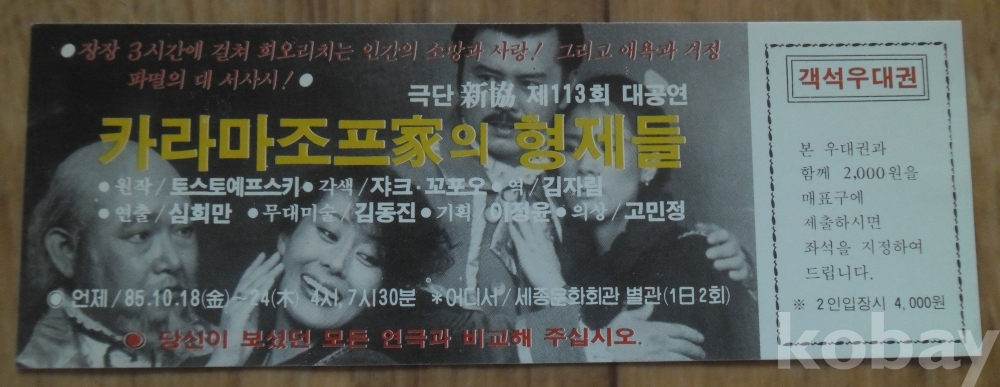 ● 장장 3시간에 걸쳐 회오리치는 인간의 소망과 사랑! 그리고 애욕과 격정
파멸의 대 서사시! ●
극단 新協 제113회 대공연
카라마조프家의 형제들
● 원작/토스토예프스키 ● 각색/쟈크·꼬포오 ● 역/김자림
● 연출/심회만 ● 무대미술/김동진 ● 기획/이정윤 ● 의상/고민정
● 언제/85.10.18(金)~24(木) 4시, 7시30분 *어디서/세종문화회관 별관(1日2회)
● 당신이 보셨던 모든 연극과 비교해 주십시오.
객석우대권
본 우대권과
함께 2,000원을
매표구에
제출하시면
좌석을 지정하여
드립니다.
※ 2인입장시 4,000원
kobay